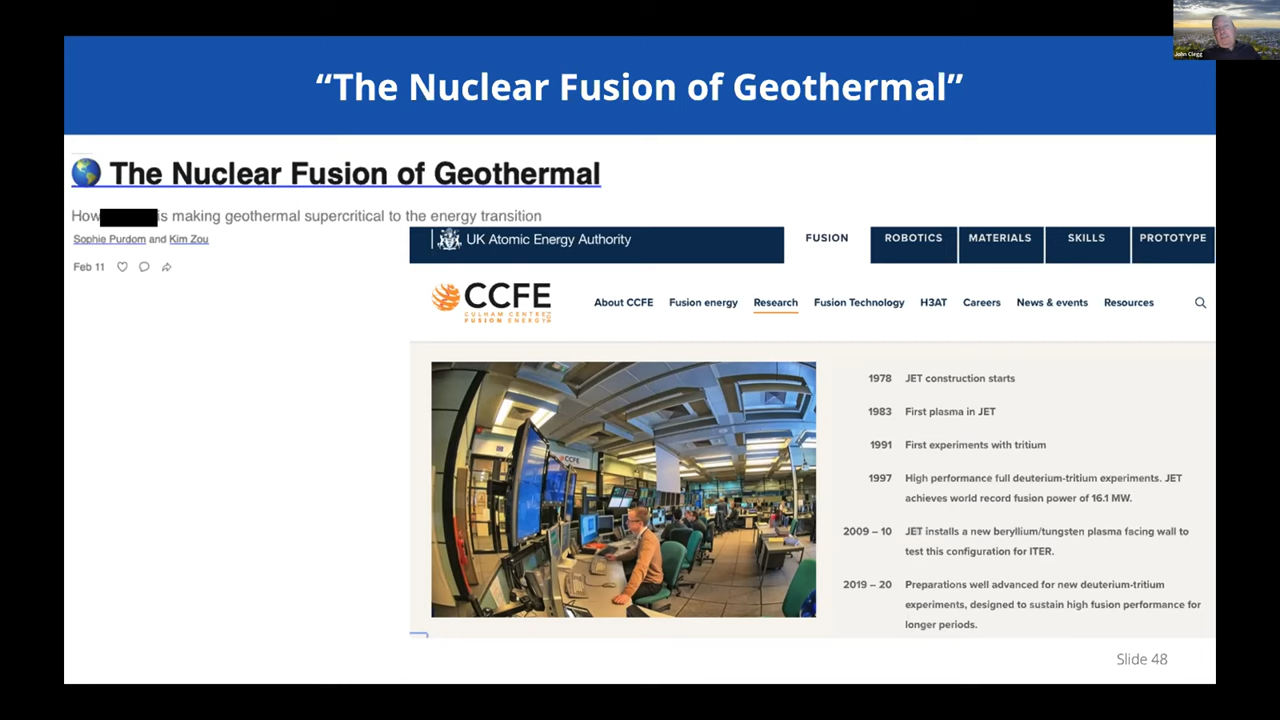 John Clegg
“The Nuclear Fusion of Geothermal”
The Nuclear Fusion of Geothermal
How is making geothermal supercritical to the energy transition
Sophie Purdom and Kim Zou
Feb 11
UK Atomic Energy Authority
FUSION
ROBOTICS
MATERIALS
SKILLS
PROTOTYPE
CCFE
CULHAM CENTRE
FUSION ENERGY
FOR
About CCFE
Fusion energy
Research
Fusion Technology
H3AT
Careers
News & events
Resources
CCFE
1978 JET construction starts
1983 First plasma in JET
1991 First experiments with tritium
1997 High performance full deuterium-tritium experiments. JET
achieves world record fusion power of 16.1 MW.
2009 – 10 JET installs a new beryllium/tungsten plasma facing wall to
test this configuration for ITER.
2019 – 20 Preparations well advanced for new deuterium-tritium
experiments, designed to sustain high fusion performance for
longer periods.
Slide 48